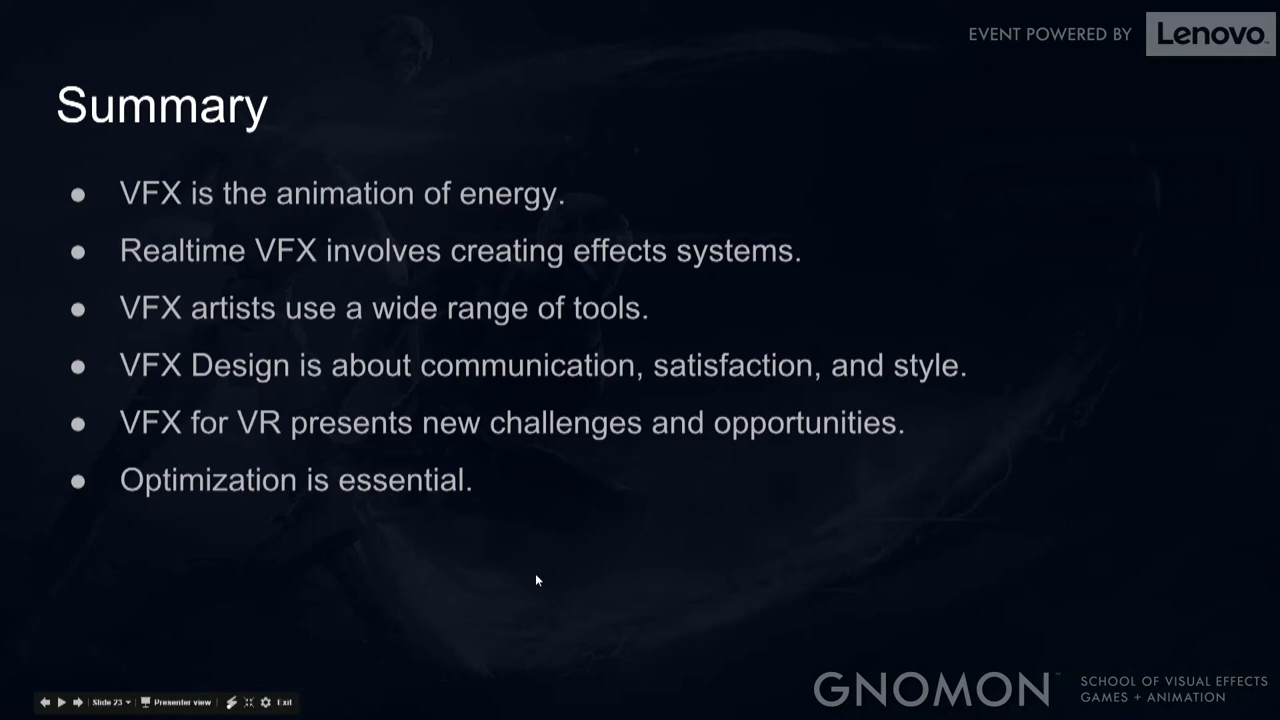 EVENT POWERED BY Lenovo
Summary
● VFX is the animation of energy.
● Realtime VFX involves creating effects systems.
● VFX artists use a wide range of tools.
● VFX Design is about communication, satisfaction, and style.
● VFX for VR presents new challenges and opportunities.
● Optimization is essential.
GNOMON™ SCHOOL OF VISUAL EFFECTS
GAMES + ANIMATION
Slide 23 Presenter view Exit